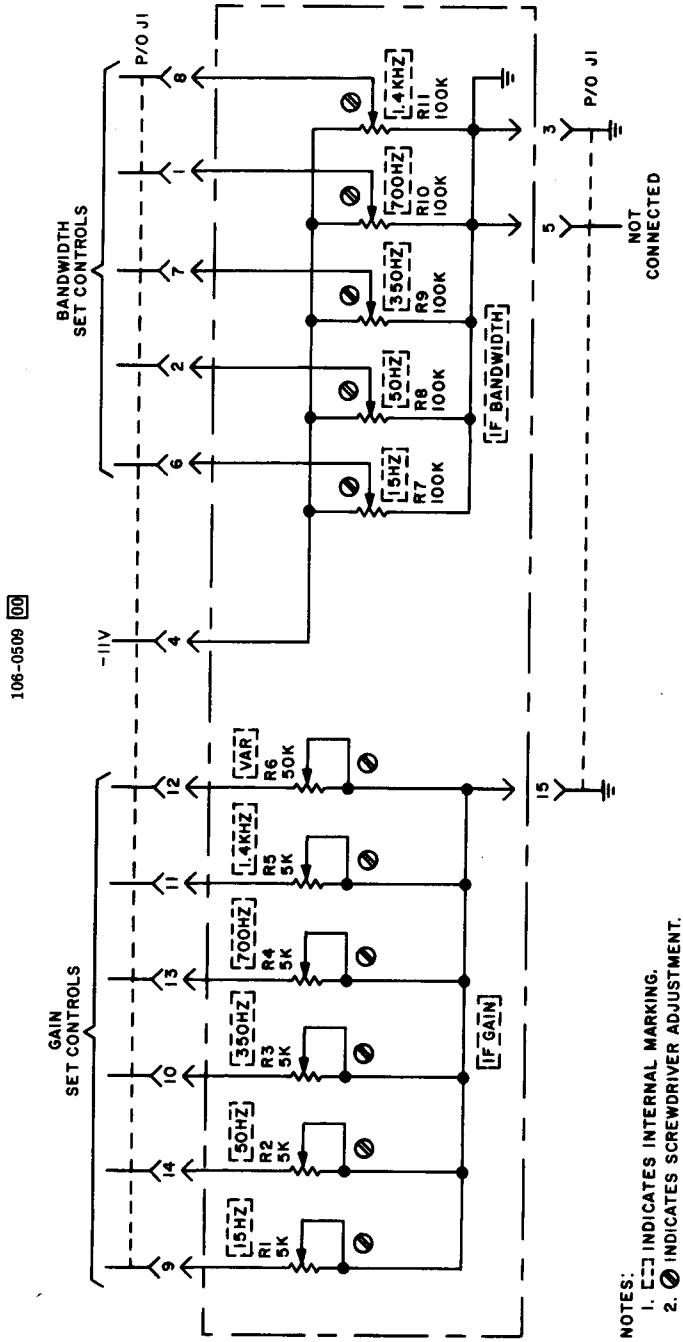 106-0509 00
GAIN
SET CONTROLS
BANDWIDTH
SET CONTROLS
P/O J1
-11V
9
14
10
13
11
12
4
6
2
7
1
8
15HZ
R1
5K
50HZ
R2
5K
350HZ
R3
5K
700HZ
R4
5K
1.4KHZ
R5
5K
VAR
R6
50K
15HZ
R7
100K
50HZ
R8
100K
350HZ
R9
100K
700HZ
R10
100K
1.4KHZ
R11
100K
IF GAIN
IF BANDWIDTH
15
5
3
NOT
CONNECTED
P/O J1
NOTES:
1. INDICATES INTERNAL MARKING.
2. INDICATES SCREWDRIVER ADJUSTMENT.